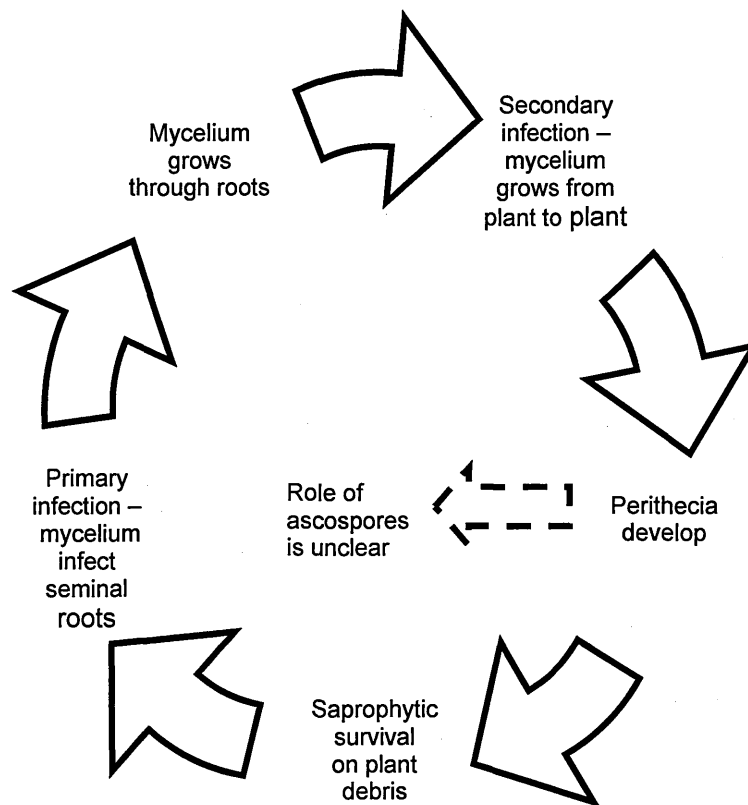 Mycelium
grows
through roots
Secondary
infection –
mycelium
grows from
plant to plant
Perithecia
develop
Role of
ascospores
is unclear
Saprophytic
survival
on plant
debris
Primary
infection –
mycelium
infect
seminal
roots